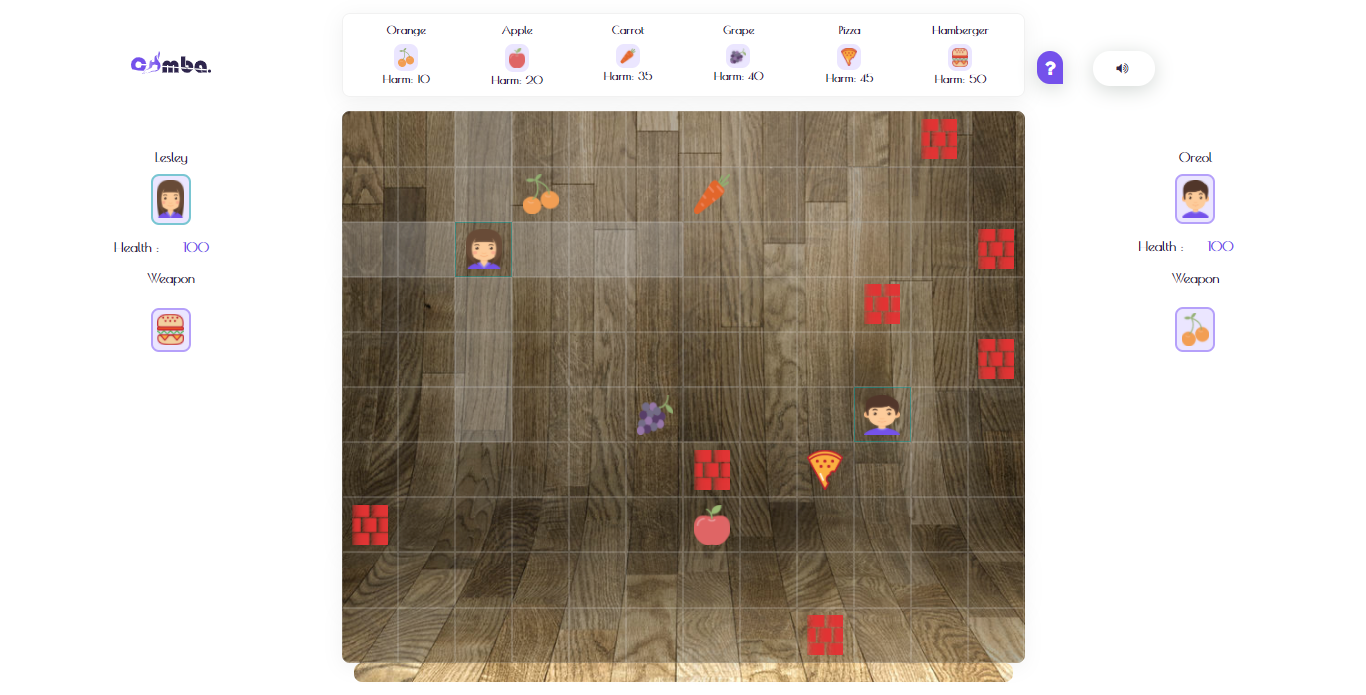 Orange Apple Carrot Grape Pizza Hamberger
Harm: 10 Harm: 20 Harm: 35 Harm: 40 Harm: 45 Harm: 50
comba.
?
Lesley
Health : 100
Weapon
Oreol
Health : 100
Weapon